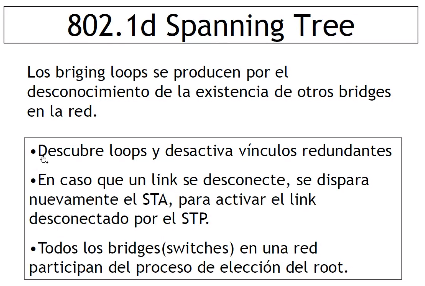 802.1d Spanning Tree
Los briging loops se producen por el
desconocimiento de la existencia de otros bridges
en la red.
•Descubre loops y desactiva vínculos redundantes
•En caso que un link se desconecte, se dispara
nuevamente el STA, para activar el link
desconectado por el STP.
•Todos los bridges(switches) en una red
participan del proceso de elección del root.